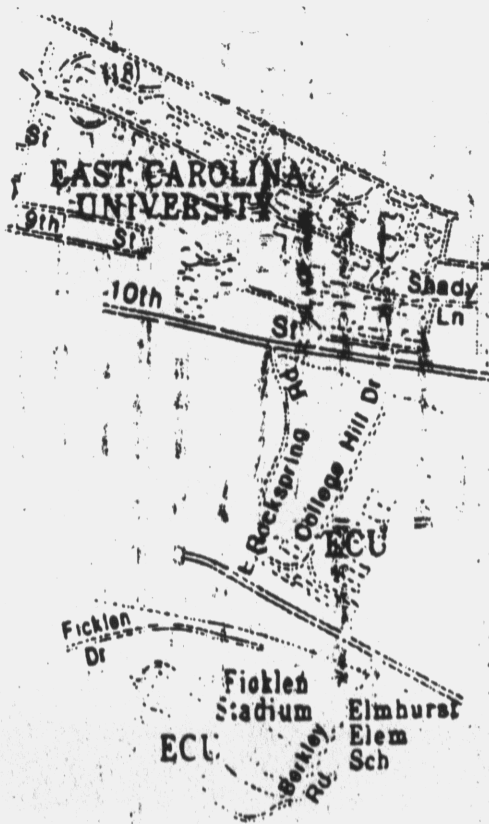 118
St
EAST CAROLINA
UNIVERSITY
9th St
Shady
Ln
10th St
Rockspring Rd
College Hill Dr
ECU
Ficklen
Dr
Ficklen
Stadium
Elmhurst
Elem
Sch
ECU
Berkley
Rd